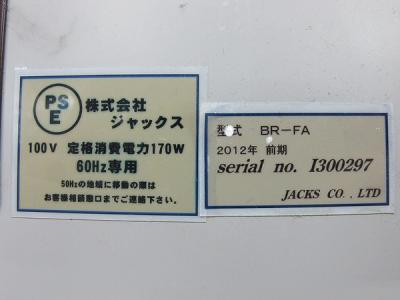 PS
E
株式会社
ジャックス
100V 定格消費電力170W
60Hz専用
50Hzの地域に移動の際は
お客様相談窓口までご連絡下さい。
型式 BR-FA
2012年 前期
serial no. I300297
JACKS CO., LTD